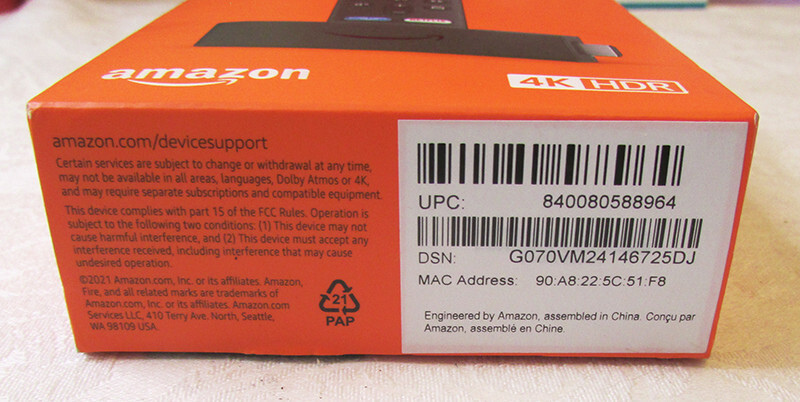 NETFLIX
amazon
4K HDR
amazon.com/devicesupport
Certain services are subject to change or withdrawal at any time,
may not be available in all areas, languages, Dolby Atmos or 4K,
and may require separate subscriptions and compatible equipment.
This device complies with part 15 of the FCC Rules. Operation is
subject to the following two conditions: (1) This device may not
cause harmful interference, and (2) This device must accept any
interference received, including interference that may cause
undesired operation.
©2021 Amazon.com, Inc. or its affiliates. Amazon,
Fire, and all related marks are trademarks of
Amazon.com, Inc. or its affiliates. Amazon.com
Services LLC, 410 Terry Ave. North, Seattle,
WA 98109 USA.
21
PAP
UPC: 840080588964
DSN: G070VM24146725DJ
MAC Address: 90:A8:22:5C:51:F8
Engineered by Amazon, assembled in China. Conçu par
Amazon, assemblé en Chine.